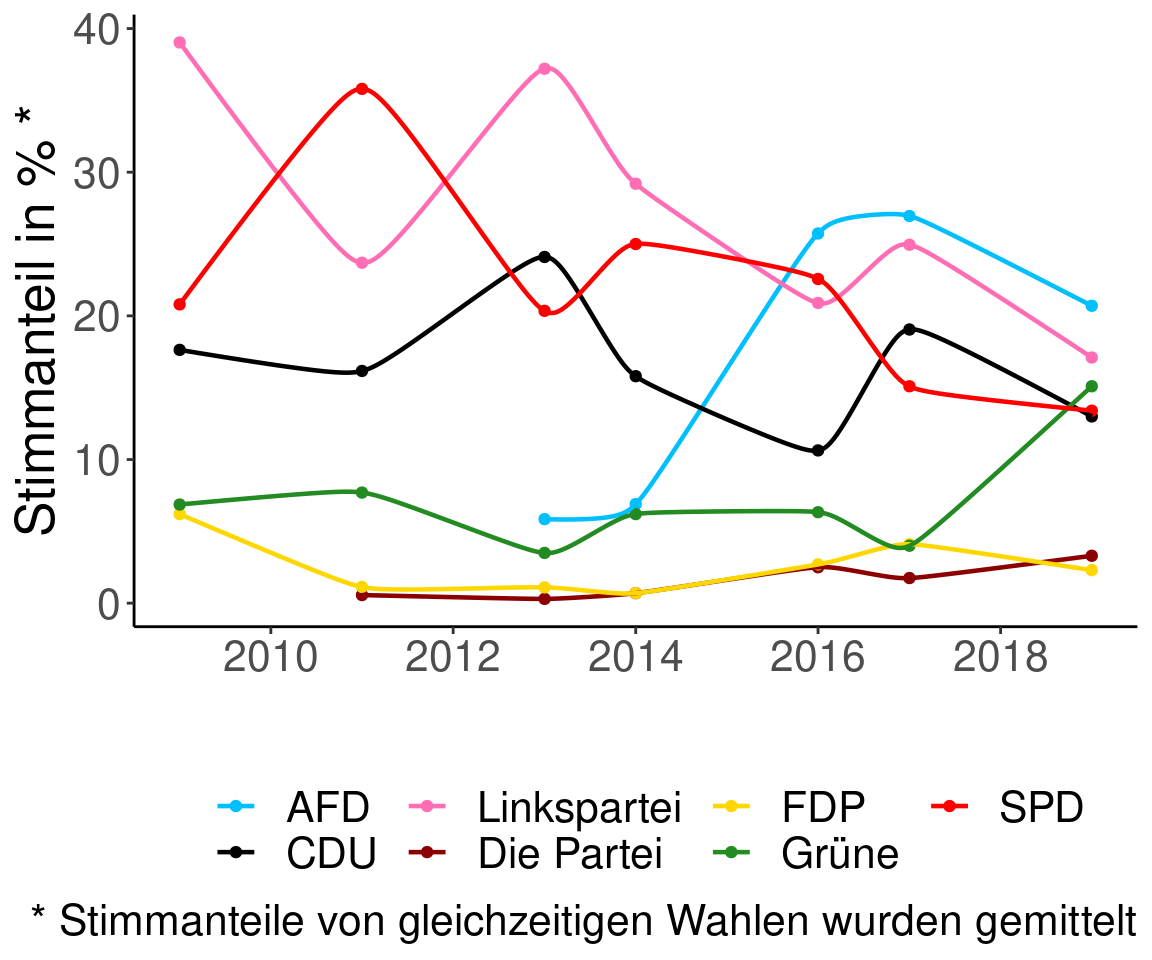 Stimmanteil in % *
40
30
20
10
0
2010 2012 2014 2016 2018
AFD Linkspartei FDP SPD
CDU Die Partei Grüne
* Stimmanteile von gleichzeitigen Wahlen wurden gemittelt